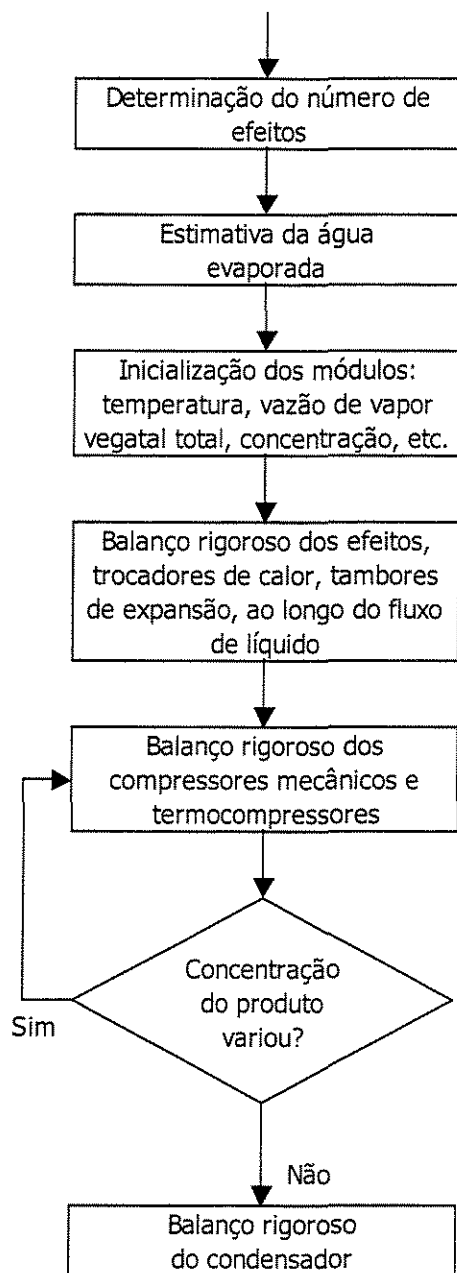 Determinação do número de
efeitos
Estimativa da água
evaporada
Inicialização dos módulos:
temperatura, vazão de vapor
vegatal total, concentração, etc.
Balanço rigoroso dos efeitos,
trocadores de calor, tambores
de expansão, ao longo do fluxo
de líquido
Balanço rigoroso dos
compressores mecânicos e
termocompressores
Concentração
do produto
variou?
Sim
Não
Balanço rigoroso
do condensador